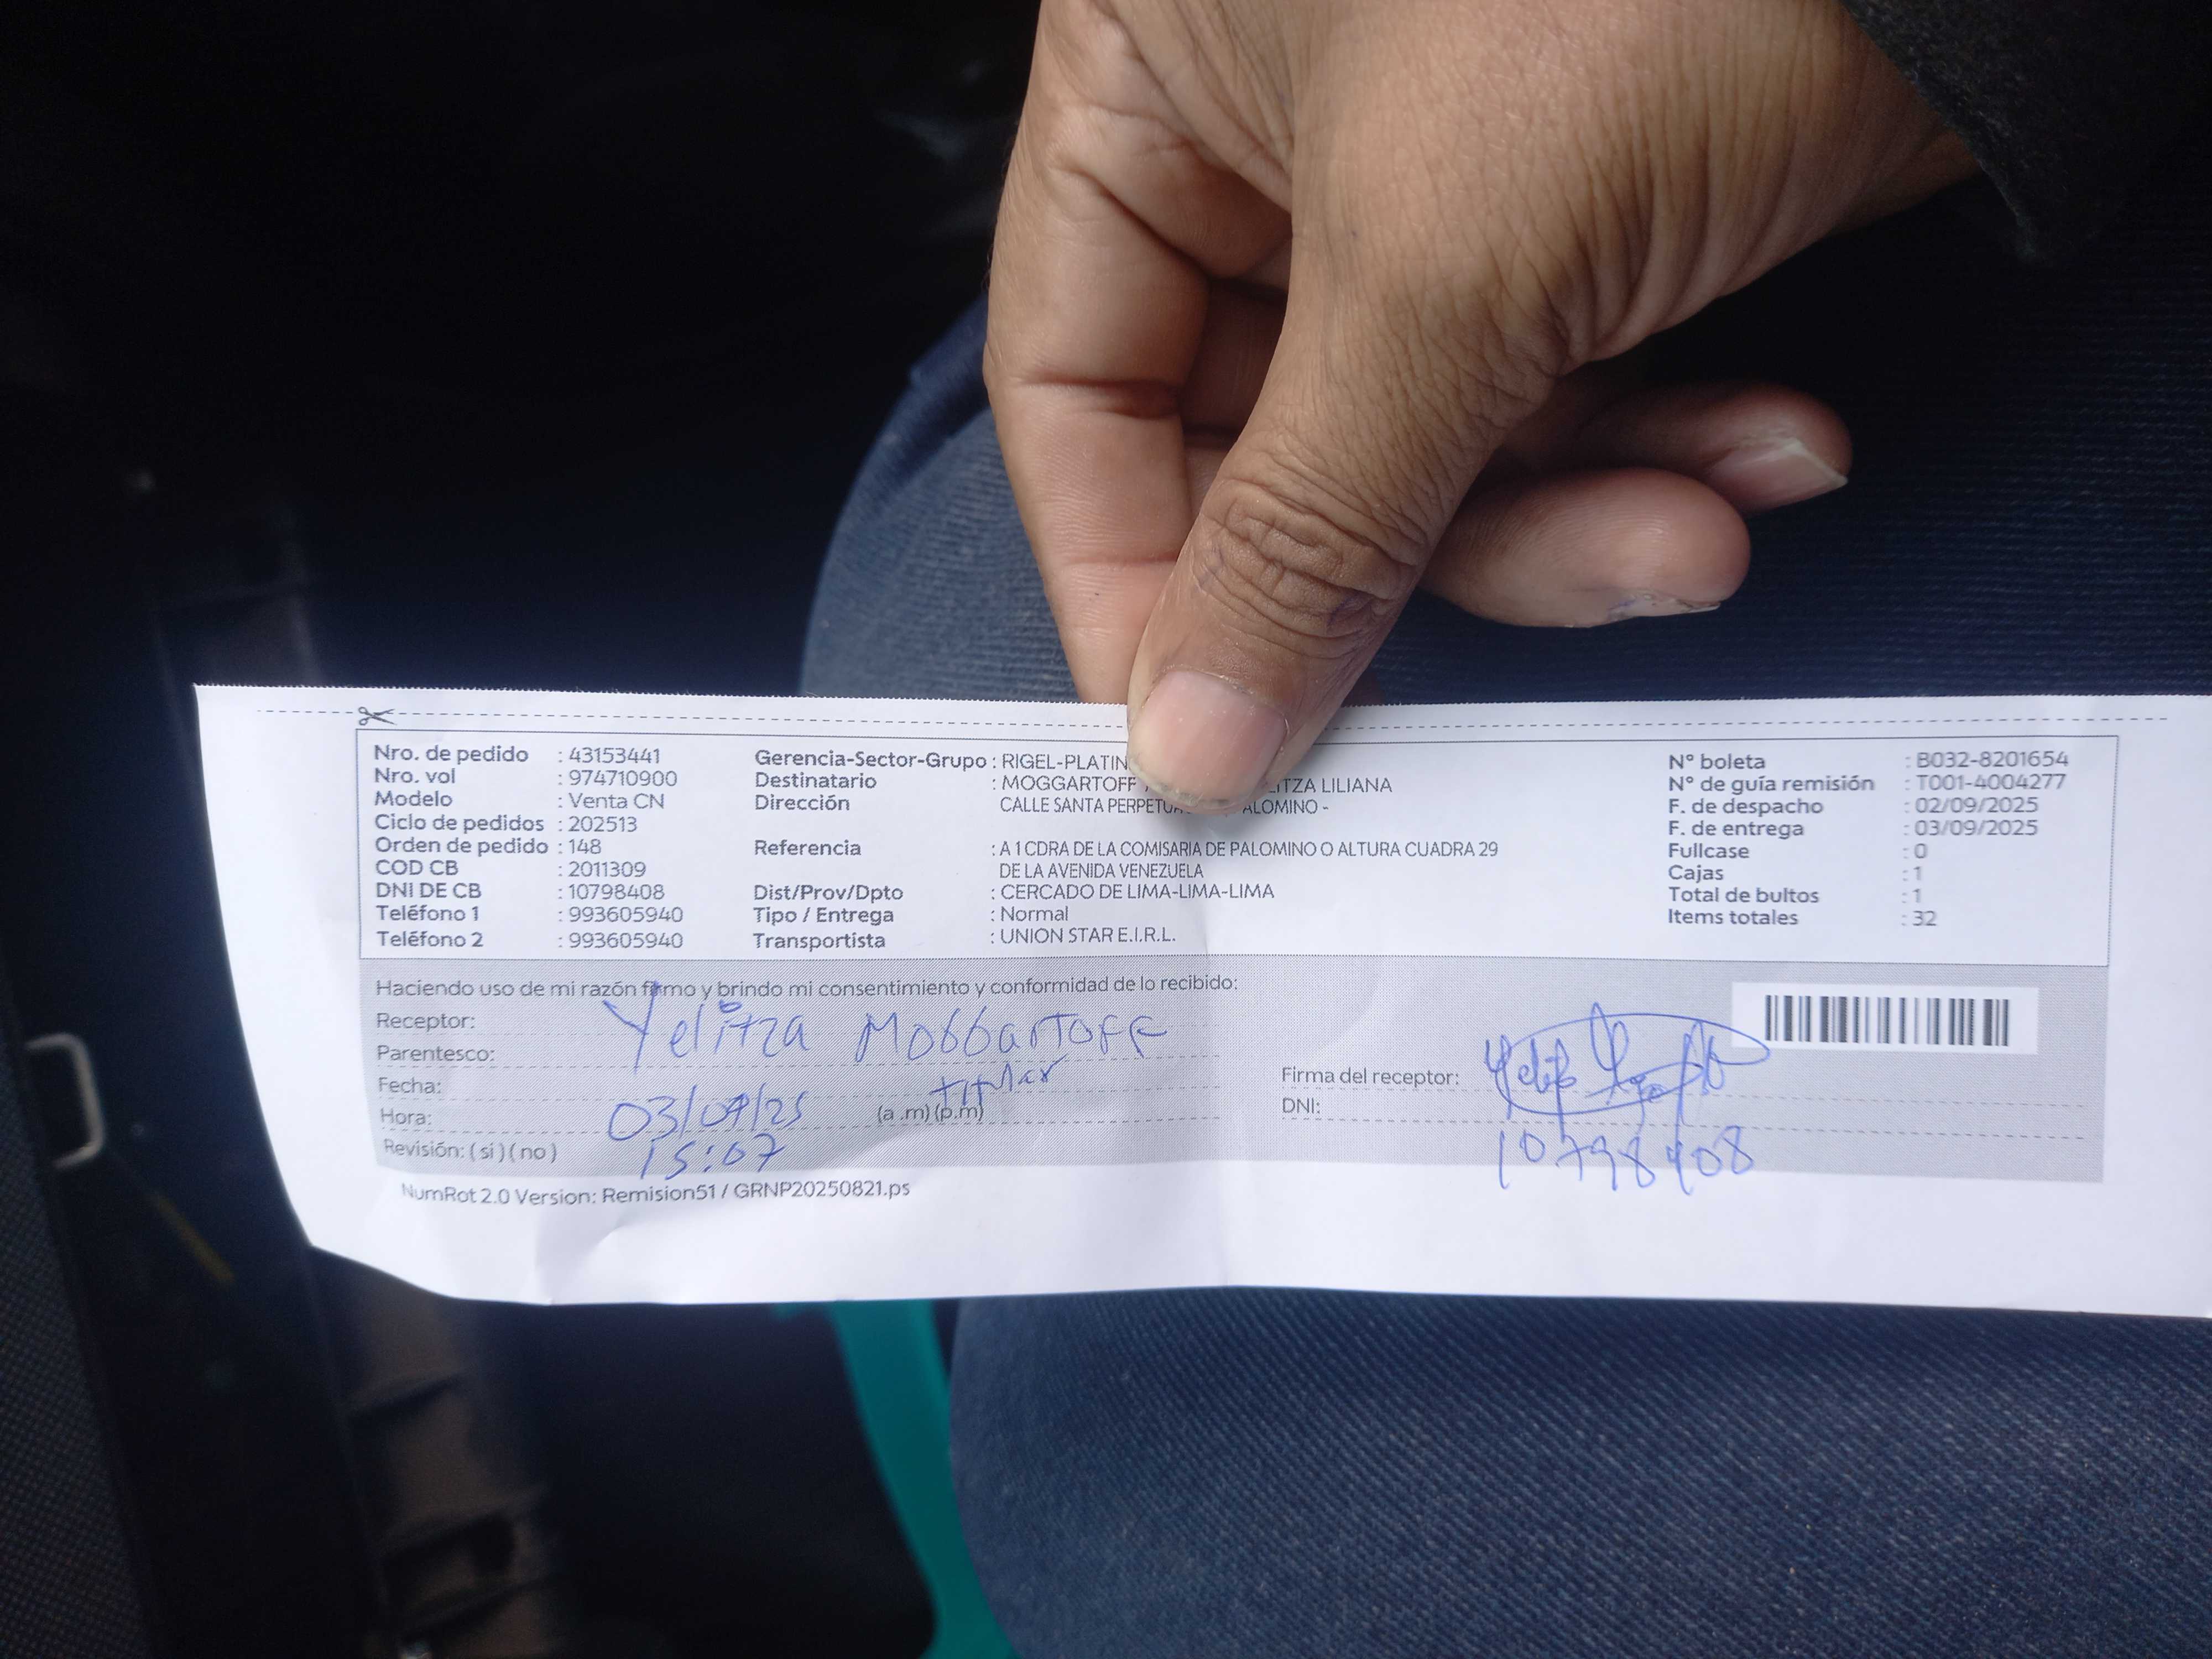 Nro. de pedido : 43153441
Nro. vol : 974710900
Modelo : Venta CN
Ciclo de pedidos : 202513
Orden de pedido : 148
COD CB : 2011309
DNI DE CB : 10798408
Teléfono 1 : 993605940
Teléfono 2 : 993605940
Gerencia-Sector-Grupo : RIGEL-PLATIN
Destinatario : MOGGARTOFF LITZA LILIANA
Dirección CALLE SANTA PERPETUA PALOMINO -
Referencia : A 1 CDRA DE LA COMISARIA DE PALOMINO O ALTURA CUADRA 29
DE LA AVENIDA VENEZUELA
Dist/Prov/Dpto : CERCADO DE LIMA-LIMA-LIMA
Tipo / Entrega : Normal
Transportista : UNION STAR E.I.R.L.
N° boleta : B032-8201654
N° de guía remisión : T001-4004277
F. de despacho : 02/09/2025
F. de entrega : 03/09/2025
Fullcase : 0
Cajas : 1
Total de bultos : 1
Items totales : 32
Haciendo uso de mi razón firmo y brindo mi consentimiento y conformidad de lo recibido:
Receptor: Yelitza Moggartoff
Parentesco: titular
Fecha: 03/09/25
Hora: 15:07 (a .m) (p.m)
Revisión: ( si ) ( no )
Firma del receptor:
DNI: 10798408
NumRot 2.0 Version: Remision51 / GRNP20250821.ps